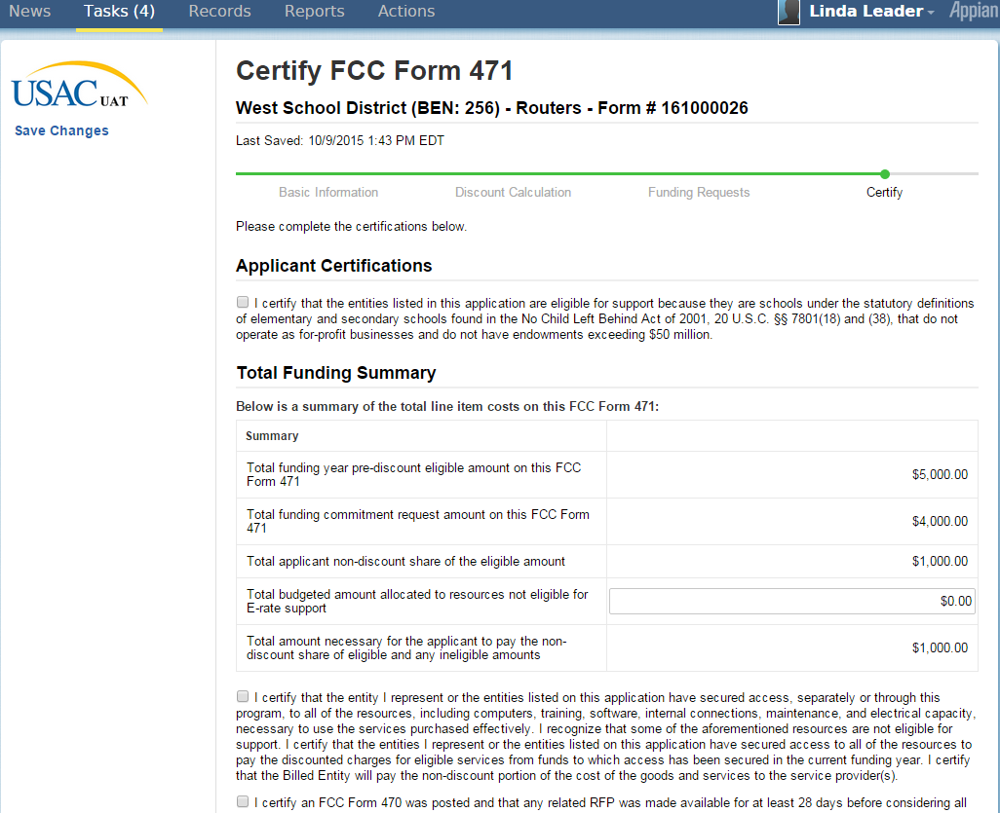 News Tasks (4) Records Reports Actions Linda Leader Appian
USAC UAT
Save Changes
Certify FCC Form 471
West School District (BEN: 256) - Routers - Form # 161000026
Last Saved: 10/9/2015 1:43 PM EDT
Basic Information Discount Calculation Funding Requests Certify
Please complete the certifications below.
Applicant Certifications
I certify that the entities listed in this application are eligible for support because they are schools under the statutory definitions
of elementary and secondary schools found in the No Child Left Behind Act of 2001, 20 U.S.C. §§ 7801(18) and (38), that do not
operate as for-profit businesses and do not have endowments exceeding $50 million.
Total Funding Summary
Below is a summary of the total line item costs on this FCC Form 471:
Summary
Total funding year pre-discount eligible amount on this FCC
Form 471
$5,000.00
Total funding commitment request amount on this FCC Form
471
$4,000.00
Total applicant non-discount share of the eligible amount
$1,000.00
Total budgeted amount allocated to resources not eligible for
E-rate support
$0.00
Total amount necessary for the applicant to pay the non-
discount share of eligible and any ineligible amounts
$1,000.00
I certify that the entity I represent or the entities listed on this application have secured access, separately or through this
program, to all of the resources, including computers, training, software, internal connections, maintenance, and electrical capacity,
necessary to use the services purchased effectively. I recognize that some of the aforementioned resources are not eligible for
support. I certify that the entities I represent or the entities listed on this application have secured access to all of the resources to
pay the discounted charges for eligible services from funds to which access has been secured in the current funding year. I certify
that the Billed Entity will pay the non-discount portion of the cost of the goods and services to the service provider(s).
I certify an FCC Form 470 was posted and that any related RFP was made available for at least 28 days before considering all